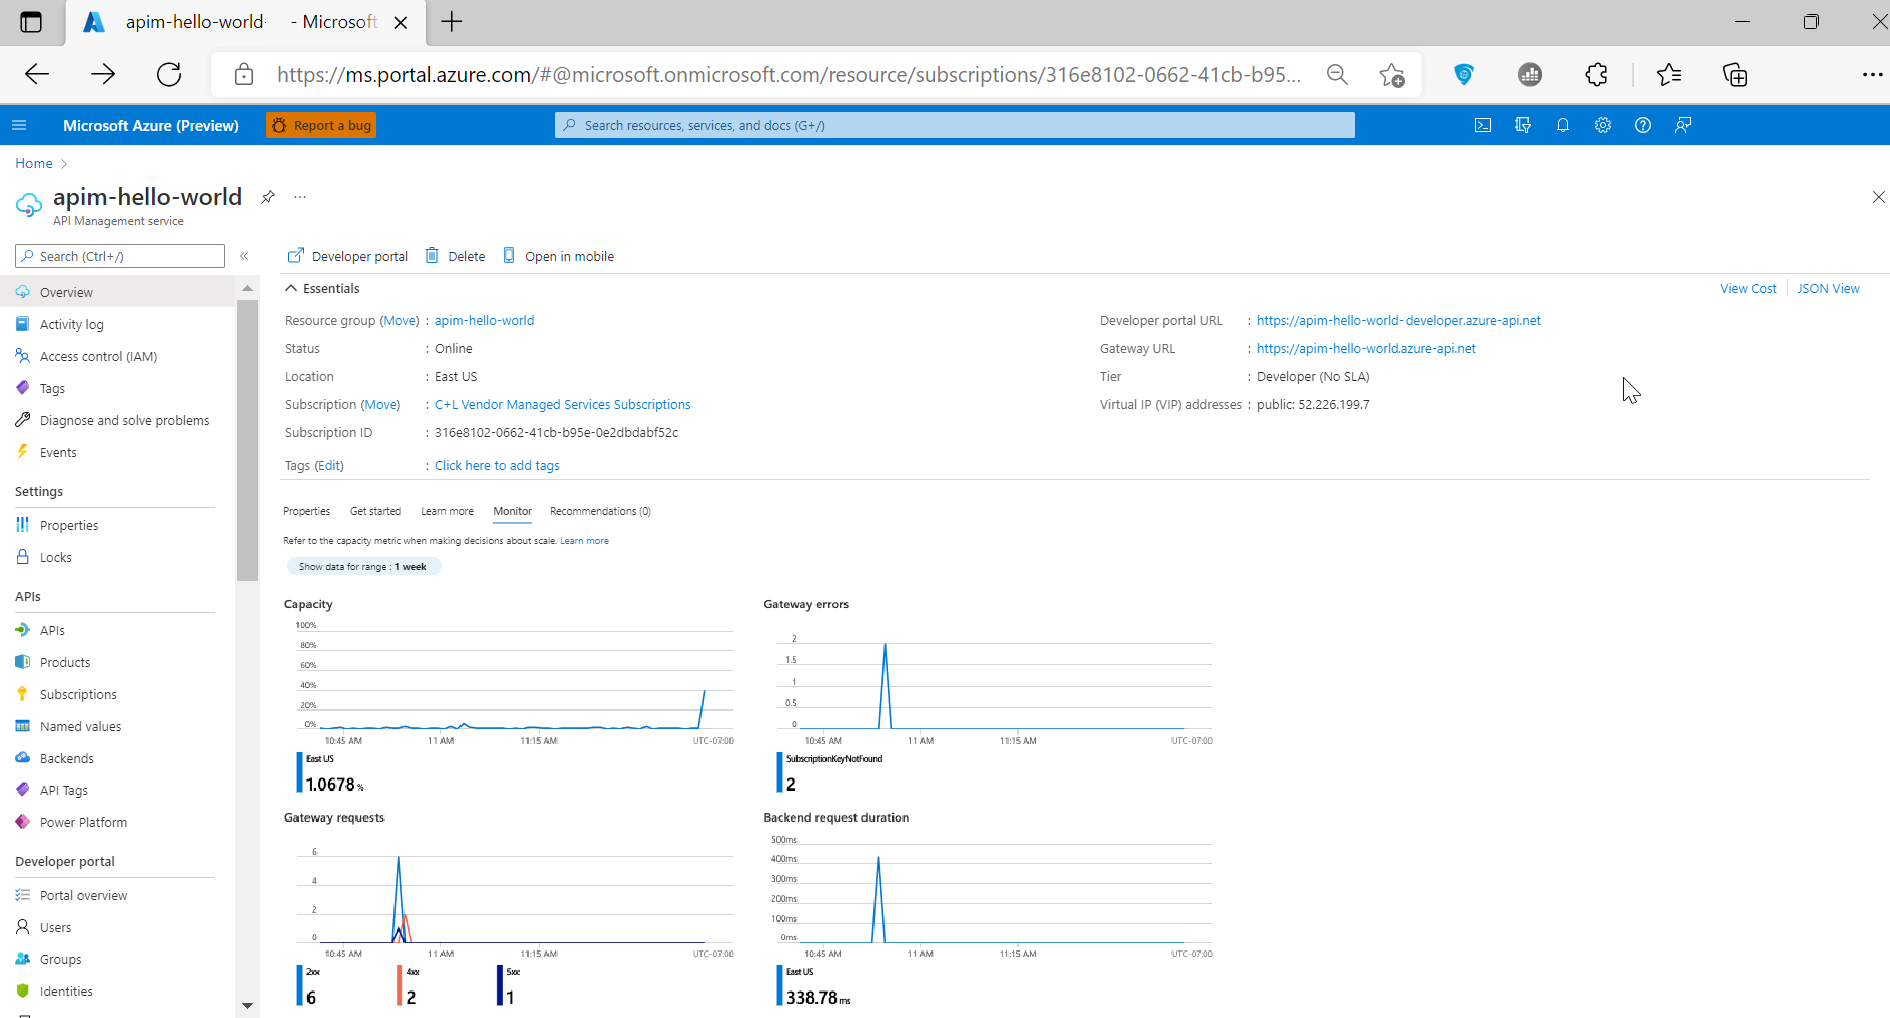 apim-hello-world - Microsoft
https://ms.portal.azure.com/#@microsoft.onmicrosoft.com/resource/subscriptions/316e8102-0662-41cb-b95...
Microsoft Azure (Preview)
Report a bug
Search resources, services, and docs (G+/)
Home
apim-hello-world
API Management service
Search (Ctrl+/)
Overview
Activity log
Access control (IAM)
Tags
Diagnose and solve problems
Events
Settings
Properties
Locks
APIs
APIs
Products
Subscriptions
Named values
Backends
API Tags
Power Platform
Developer portal
Portal overview
Users
Groups
Identities
Developer portal
Delete
Open in mobile
Essentials
View Cost
JSON View
Resource group (Move) : apim-hello-world
Status : Online
Location : East US
Subscription (Move) : C+L Vendor Managed Services Subscriptions
Subscription ID : 316e8102-0662-41cb-b95e-0e2dbdabf52c
Tags (Edit) : Click here to add tags
Developer portal URL : https://apim-hello-world-developer.azure-api.net
Gateway URL : https://apim-hello-world.azure-api.net
Tier : Developer (No SLA)
Virtual IP (VIP) addresses : public: 52.226.199.7
Properties Get started Learn more Monitor Recommendations (0)
Refer to the capacity metric when making decisions about scale. Learn more
Show data for range : 1 week
Capacity
100%
80%
60%
40%
20%
0%
10:45 AM 11 AM 11:15 AM UTC-07:00
East US
1.0678 %
Gateway errors
2
1.5
1
0.5
0
10:45 AM 11 AM 11:15 AM UTC-07:00
SubscriptionKeyNotFound
2
Gateway requests
6
4
2
0
10:45 AM 11 AM 11:15 AM UTC-07:00
2xx 4xx 5xx
6 2 1
Backend request duration
500ms
400ms
300ms
200ms
100ms
0ms
10:45 AM 11 AM 11:15 AM UTC-07:00
East US
338.78 ms